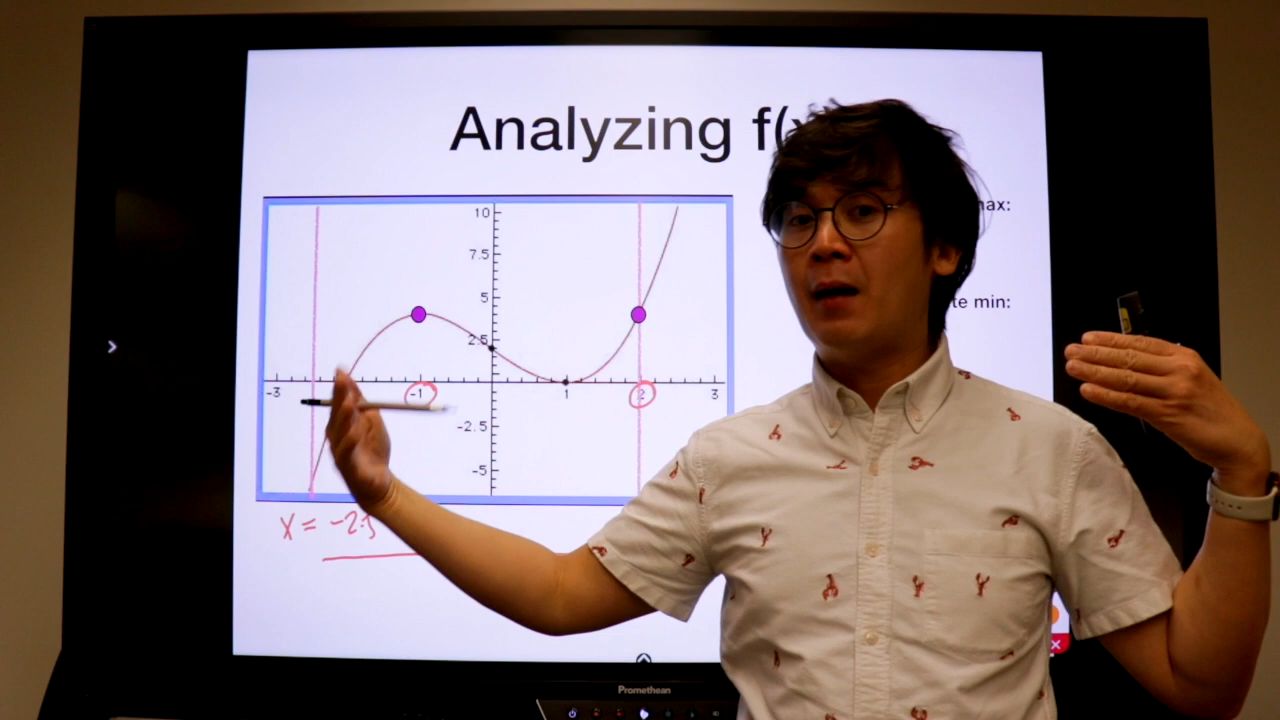 Analyzing f(x
max:
te min:
10
7.5
5
2.5
-3 -1 1 2 3
-2.5
-5
x = -2.5
Promethean